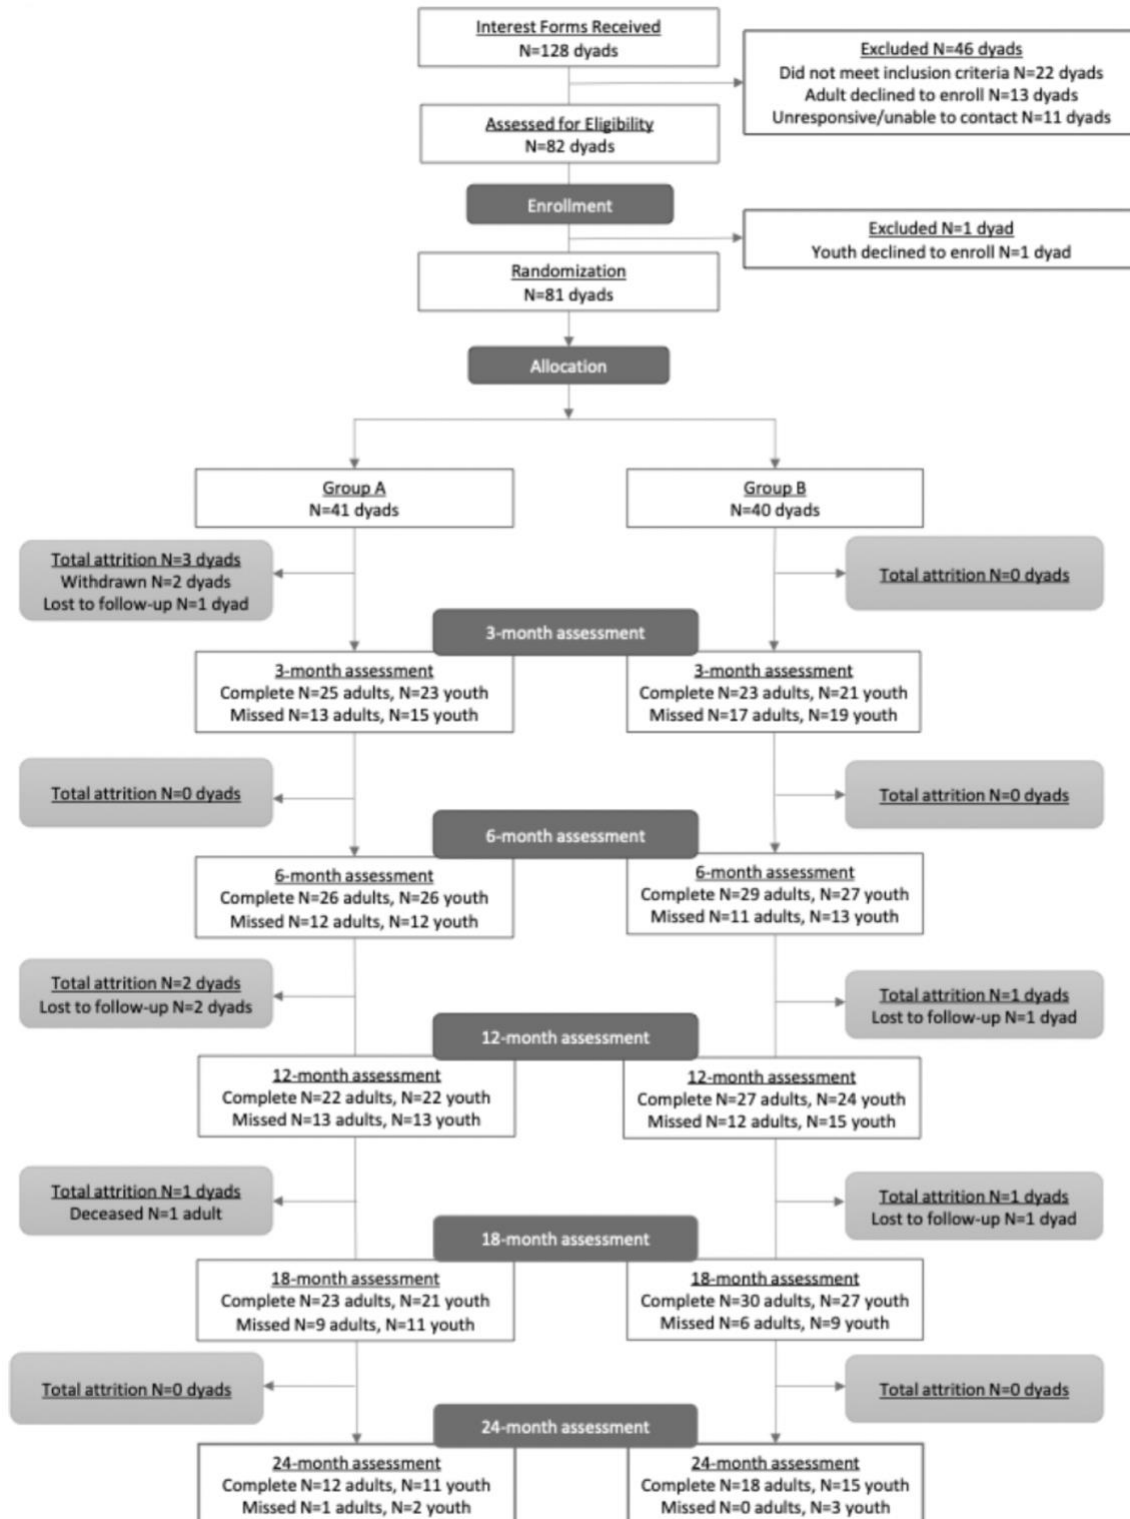 Interest Forms Received
N=128 dyads
Excluded N=46 dyads
Did not meet inclusion criteria N=22 dyads
Adult declined to enroll N=13 dyads
Unresponsive/unable to contact N=11 dyads
Assessed for Eligibility
N=82 dyads
Enrollment
Excluded N=1 dyad
Youth declined to enroll N=1 dyad
Randomization
N=81 dyads
Allocation
Group A
N=41 dyads
Group B
N=40 dyads
Total attrition N=3 dyads
Withdrawn N=2 dyads
Lost to follow-up N=1 dyad
Total attrition N=0 dyads
3-month assessment
3-month assessment
Complete N=25 adults, N=23 youth
Missed N=13 adults, N=15 youth
3-month assessment
Complete N=23 adults, N=21 youth
Missed N=17 adults, N=19 youth
Total attrition N=0 dyads
Total attrition N=0 dyads
6-month assessment
6-month assessment
Complete N=26 adults, N=26 youth
Missed N=12 adults, N=12 youth
6-month assessment
Complete N=29 adults, N=27 youth
Missed N=11 adults, N=13 youth
Total attrition N=2 dyads
Lost to follow-up N=2 dyads
Total attrition N=1 dyads
Lost to follow-up N=1 dyad
12-month assessment
12-month assessment
Complete N=22 adults, N=22 youth
Missed N=13 adults, N=13 youth
12-month assessment
Complete N=27 adults, N=24 youth
Missed N=12 adults, N=15 youth
Total attrition N=1 dyads
Deceased N=1 adult
Total attrition N=1 dyads
Lost to follow-up N=1 dyad
18-month assessment
18-month assessment
Complete N=23 adults, N=21 youth
Missed N=9 adults, N=11 youth
18-month assessment
Complete N=30 adults, N=27 youth
Missed N=6 adults, N=9 youth
Total attrition N=0 dyads
Total attrition N=0 dyads
24-month assessment
24-month assessment
Complete N=12 adults, N=11 youth
Missed N=1 adults, N=2 youth
24-month assessment
Complete N=18 adults, N=15 youth
Missed N=0 adults, N=3 youth